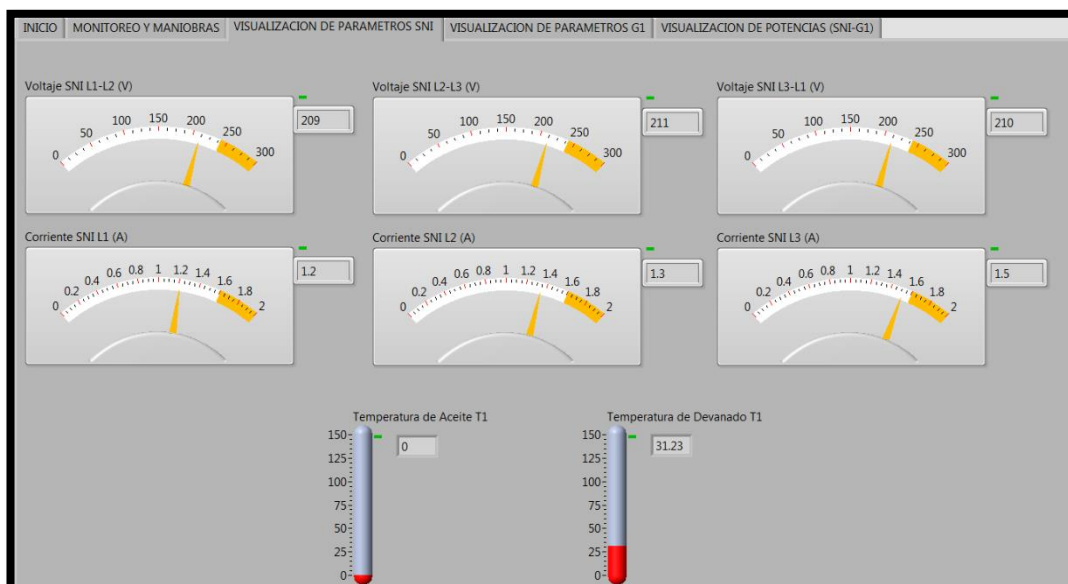 INICIO MONITOREO Y MANIOBRAS VISUALIZACION DE PARAMETROS SNI VISUALIZACION DE PARAMETROS G1 VISUALIZACION DE POTENCIAS (SNI-G1)
Voltaje SNI L1-L2 (V)
209
0 50 100 150 200 250 300
Voltaje SNI L2-L3 (V)
211
0 50 100 150 200 250 300
Voltaje SNI L3-L1 (V)
210
0 50 100 150 200 250 300
Corriente SNI L1 (A)
1.2
0 0.2 0.4 0.6 0.8 1 1.2 1.4 1.6 1.8 2
Corriente SNI L2 (A)
1.3
0 0.2 0.4 0.6 0.8 1 1.2 1.4 1.6 1.8 2
Corriente SNI L3 (A)
1.5
0 0.2 0.4 0.6 0.8 1 1.2 1.4 1.6 1.8 2
Temperatura de Aceite T1
0
150
125
100
75
50
25
0
Temperatura de Devanado T1
31.23
150
125
100
75
50
25
0